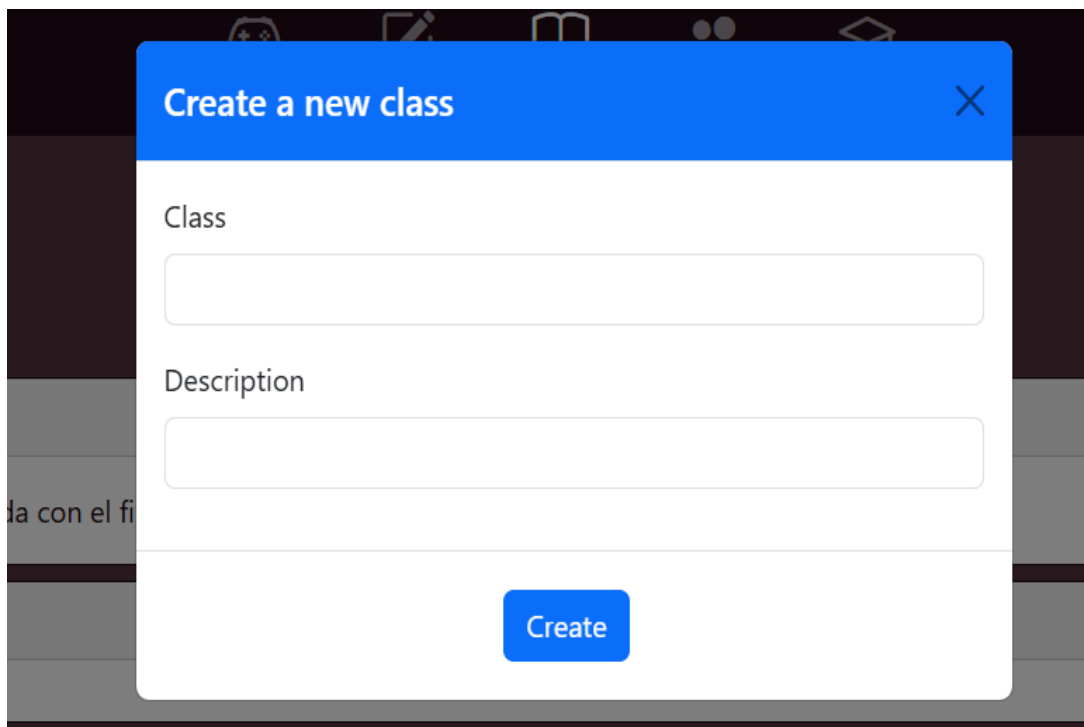 Create a new class
Class
Description
da con el fi
Create